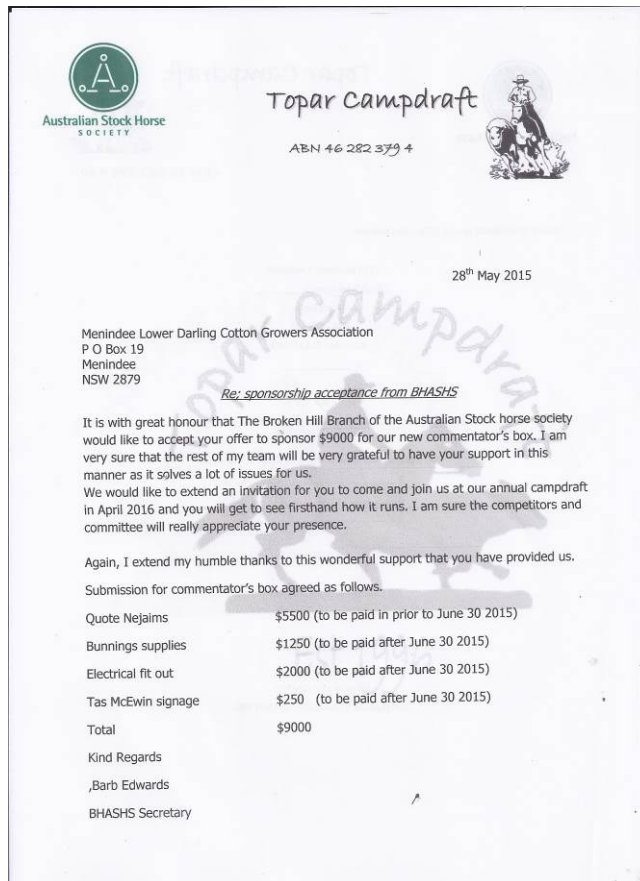 Australian Stock Horse
SOCIETY
Topar Campdraft
ABN 46 282 379 4
28th May 2015
Topar Campdraft
Menindee Lower Darling Cotton Growers Association
P O Box 19
Menindee
NSW 2879
Re; sponsorship acceptance from BHASHS
It is with great honour that The Broken Hill Branch of the Australian Stock horse society
would like to accept your offer to sponsor $9000 for our new commentator's box. I am
very sure that the rest of my team will be very grateful to have your support in this
manner as it solves a lot of issues for us.
We would like to extend an invitation for you to come and join us at our annual campdraft
in April 2016 and you will get to see firsthand how it runs. I am sure the competitors and
committee will really appreciate your presence.
Again, I extend my humble thanks to this wonderful support that you have provided us.
Submission for commentator's box agreed as follows.
Quote Nejaims $5500 (to be paid in prior to June 30 2015)
Bunnings supplies $1250 (to be paid after June 30 2015)
Electrical fit out $2000 (to be paid after June 30 2015)
Tas McEwin signage $250 (to be paid after June 30 2015)
Total $9000
Kind Regards
,Barb Edwards
BHASHS Secretary